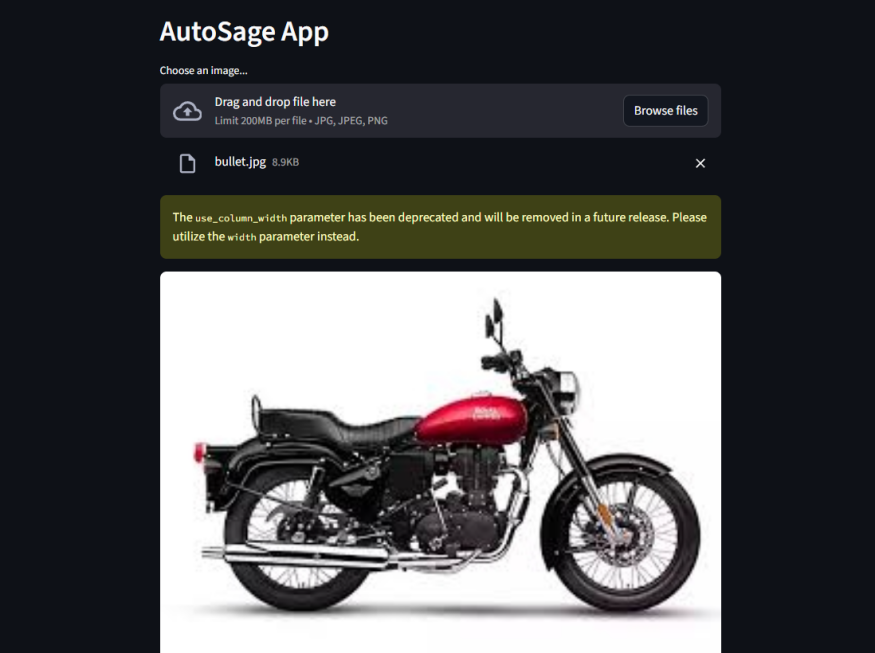 AutoSage App
Choose an image...
Drag and drop file here
Limit 200MB per file • JPG, JPEG, PNG
Browse files
bullet.jpg 8.9KB
The use_column_width parameter has been deprecated and will be removed in a future release. Please
utilize the width parameter instead.